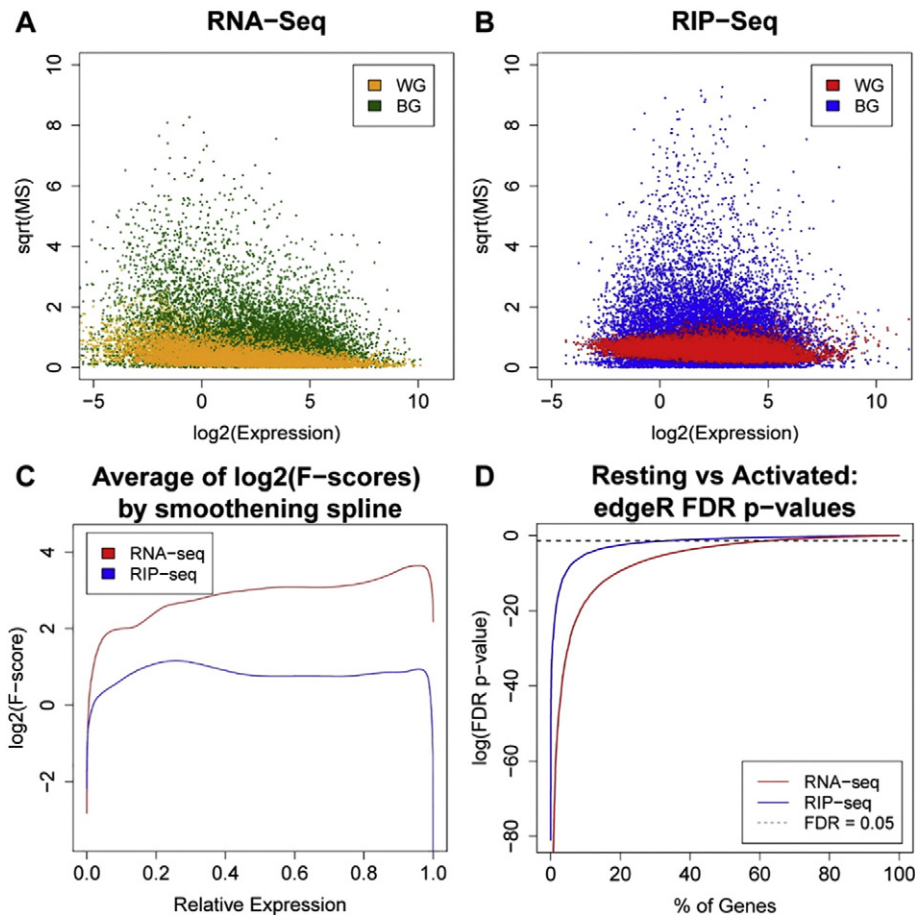 A
RNA−Seq
sqrt(MS)
10
8
6
4
2
0
WG
BG
−5
0
5
10
log2(Expression)
B
RIP−Seq
sqrt(MS)
10
8
6
4
2
0
WG
BG
−5
0
5
10
log2(Expression)
C
Average of log2(F−scores)
by smoothening spline
log2(F−score)
4
2
0
−2
RNA−seq
RIP−seq
0.0
0.2
0.4
0.6
0.8
1.0
Relative Expression
D
Resting vs Activated:
edgeR FDR p−values
log(FDR p−value)
0
−20
−40
−60
−80
RNA−seq
RIP−seq
FDR = 0.05
0
20
40
60
80
100
% of Genes